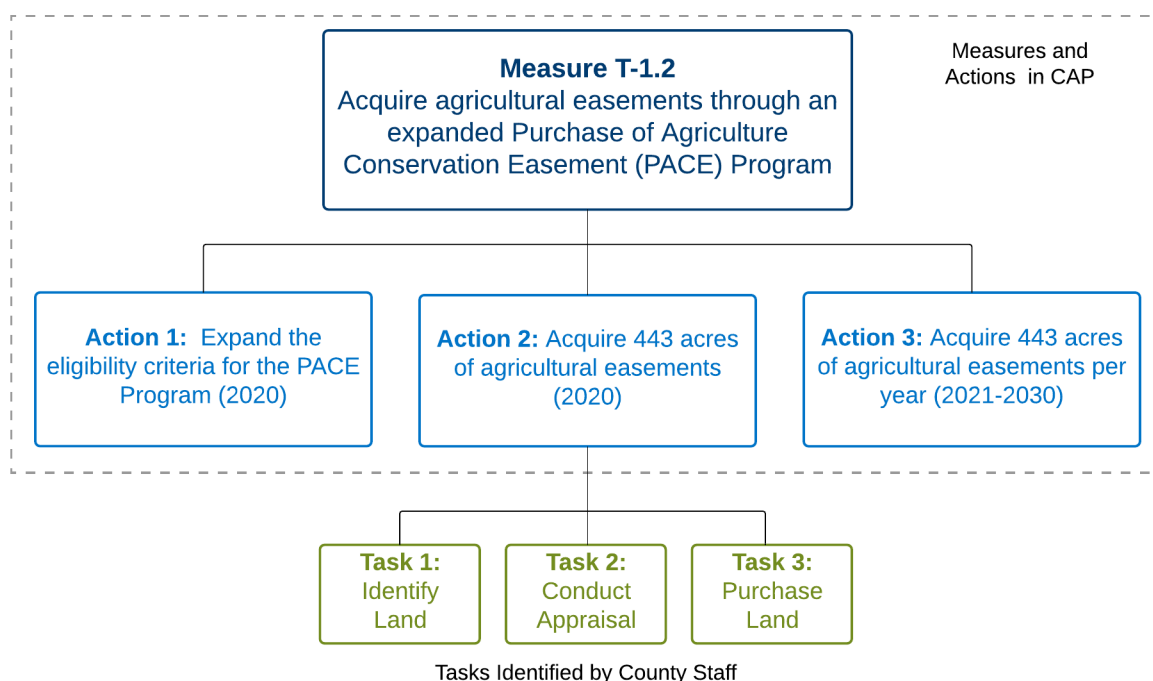 Measures and
Actions in CAP
Measure T-1.2
Acquire agricultural easements through an
expanded Purchase of Agriculture
Conservation Easement (PACE) Program
Action 1: Expand the
eligibility criteria for the PACE
Program (2020)
Action 2: Acquire 443 acres
of agricultural easements
(2020)
Action 3: Acquire 443 acres
of agricultural easements per
year (2021-2030)
Task 1:
Identify
Land
Task 2:
Conduct
Appraisal
Task 3:
Purchase
Land
Tasks Identified by County Staff